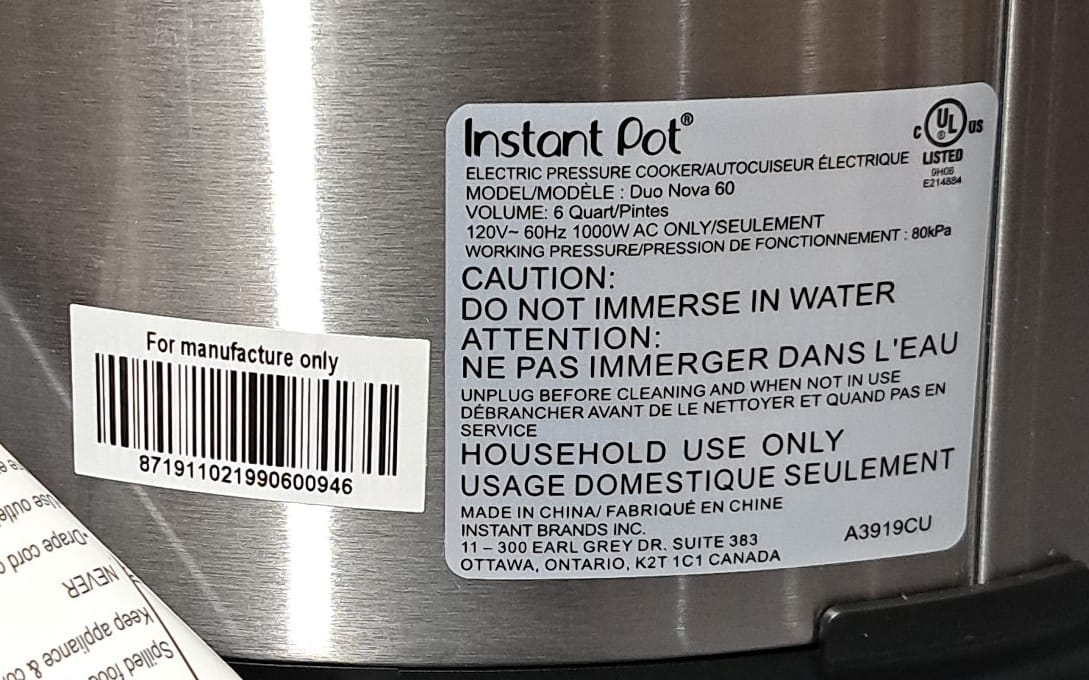 Instant Pot®
ELECTRIC PRESSURE COOKER/AUTOCUISEUR ÉLECTRIQUE
MODEL/MODÈLE : Duo Nova 60
VOLUME: 6 Quart/Pintes
120V~ 60Hz 1000W AC ONLY/SEULEMENT
WORKING PRESSURE/PRESSION DE FONCTIONNEMENT : 80kPa
C UL ® US
LISTED
9H06
E214884
CAUTION:
DO NOT IMMERSE IN WATER
ATTENTION:
NE PAS IMMERGER DANS L'EAU
UNPLUG BEFORE CLEANING AND WHEN NOT IN USE
DÉBRANCHER AVANT DE LE NETTOYER ET QUAND PAS EN
SERVICE
HOUSEHOLD USE ONLY
USAGE DOMESTIQUE SEULEMENT
MADE IN CHINA/ FABRIQUÉ EN CHINE
INSTANT BRANDS INC.
11 – 300 EARL GREY DR. SUITE 383
OTTAWA, ONTARIO, K2T 1C1 CANADA
A3919CU
For manufacture only
871911021990600946
Spilled
Keep appliance &
NEVER
Drape cord
Use